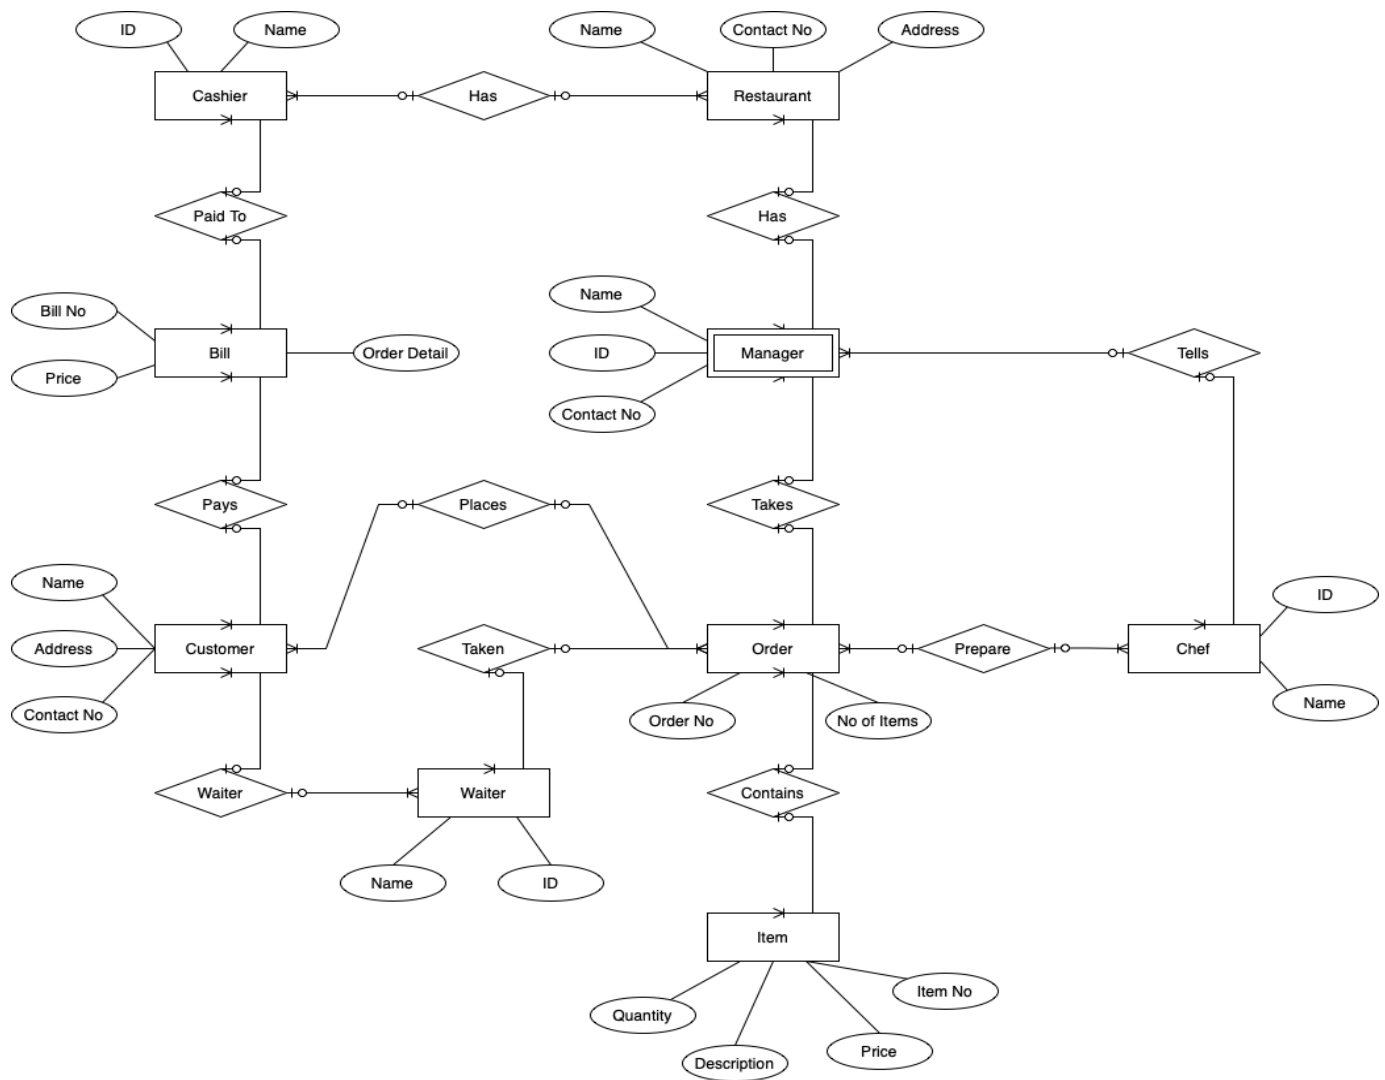 ID
Name
Name
Contact No
Address
Cashier
Has
Restaurant
Paid To
Has
Name
Bill No
Bill
Order Detail
ID
Manager
Tells
Price
Contact No
Pays
Places
Takes
Name
ID
Address
Customer
Taken
Order
Prepare
Chef
Contact No
Order No
No of Items
Name
Waiter
Waiter
Contains
Name
ID
Item
Item No
Quantity
Description
Price